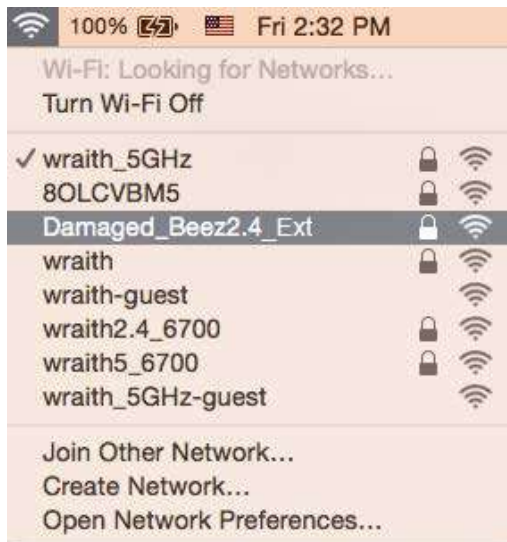 100% Fri 2:32 PM
Wi-Fi: Looking for Networks...
Turn Wi-Fi Off
wraith_5GHz
8OLCVBM5
Damaged_Beez2.4_Ext
wraith
wraith-guest
wraith2.4_6700
wraith5_6700
wraith_5GHz-guest
Join Other Network...
Create Network...
Open Network Preferences...